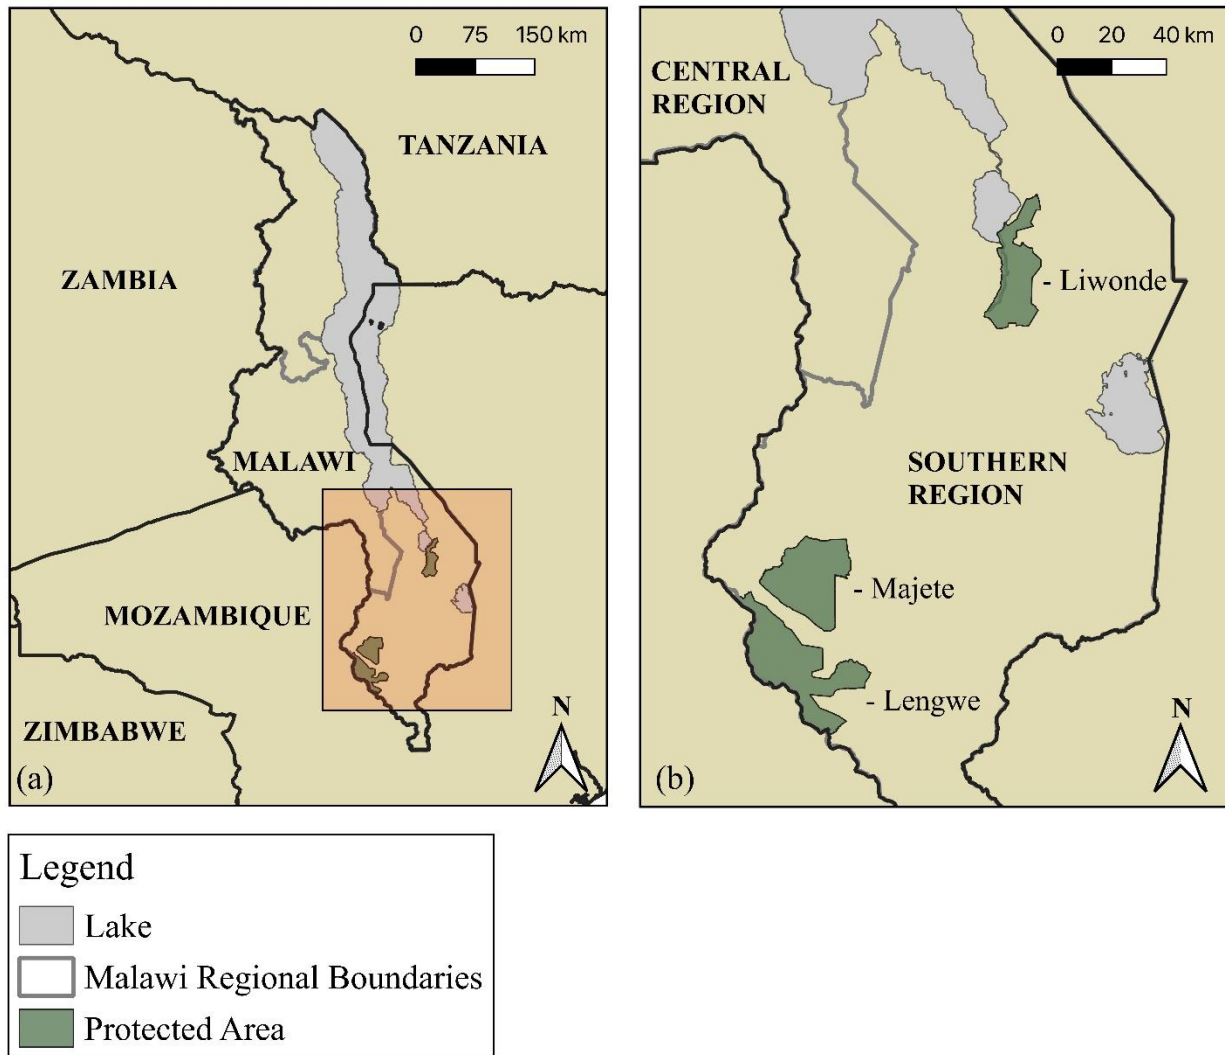 0 75 150 km
TANZANIA
ZAMBIA
MALAWI
MOZAMBIQUE
ZIMBABWE
N
(a)
0 20 40 km
CENTRAL
REGION
- Liwonde
SOUTHERN
REGION
- Majete
- Lengwe
N
(b)
Legend
Lake
Malawi Regional Boundaries
Protected Area